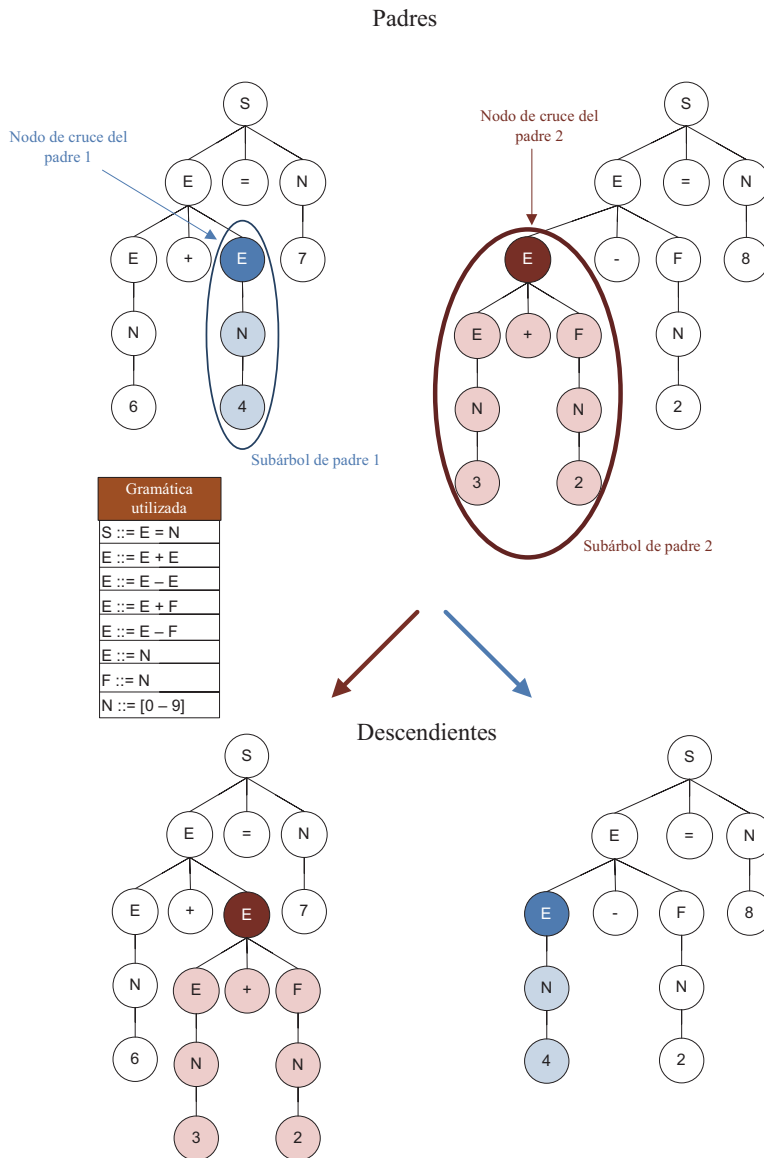 Padres
S
Nodo de cruce del
padre 1
E = N
E + E 7
N N
6 4
Subárbol de padre 1
Nodo de cruce del
padre 2
S
E = N
E - F 8
E + F N
N N 2
3 2
Subárbol de padre 2
Gramática
utilizada
S ::= E = N
E ::= E + E
E ::= E – E
E ::= E + F
E ::= E – F
E ::= N
F ::= N
N ::= [0 – 9]
Descendientes
S
E = N
E + E 7
N E + F
6 N N
3 2
S
E = N
E - F 8
N N
4 2